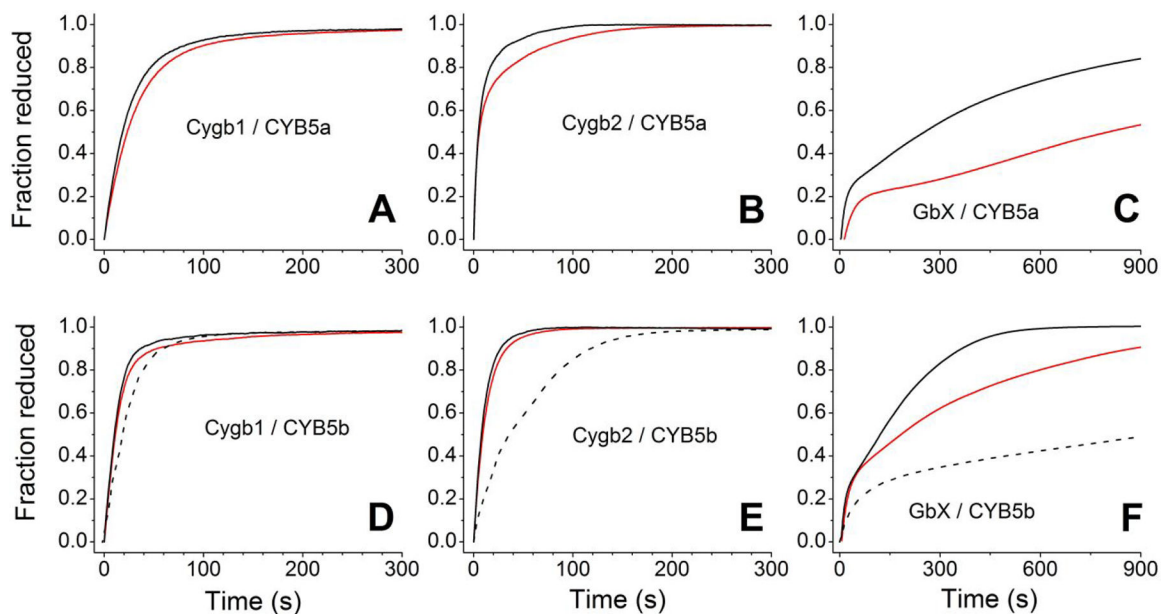 Fraction reduced
1.0
0.8
0.6
0.4
0.2
0.0
Cygb1 / CYB5a
A
0 100 200 300
1.0
0.8
0.6
0.4
0.2
0.0
Cygb2 / CYB5a
B
0 100 200 300
1.0
0.8
0.6
0.4
0.2
0.0
GbX / CYB5a
C
0 300 600 900
Fraction reduced
1.0
0.8
0.6
0.4
0.2
0.0
Cygb1 / CYB5b
D
0 100 200 300
Time (s)
1.0
0.8
0.6
0.4
0.2
0.0
Cygb2 / CYB5b
E
0 100 200 300
Time (s)
1.0
0.8
0.6
0.4
0.2
0.0
GbX / CYB5b
F
0 300 600 900
Time (s)